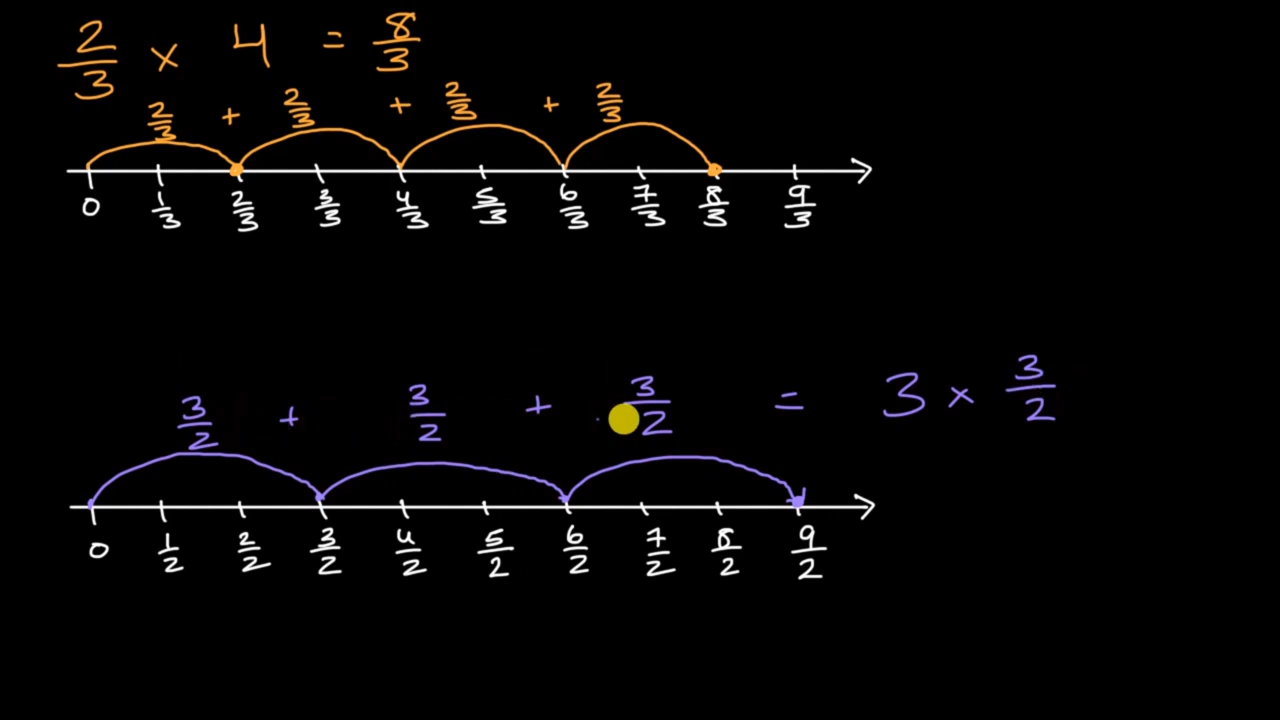 2/3 × 4 = 8/3
2/3 + 2/3 + 2/3 + 2/3
0 1/3 2/3 3/3 4/3 5/3 6/3 7/3 8/3 9/3
3/2 + 3/2 + 3/2 = 3 × 3/2
0 1/2 2/2 3/2 4/2 5/2 6/2 7/2 8/2 9/2